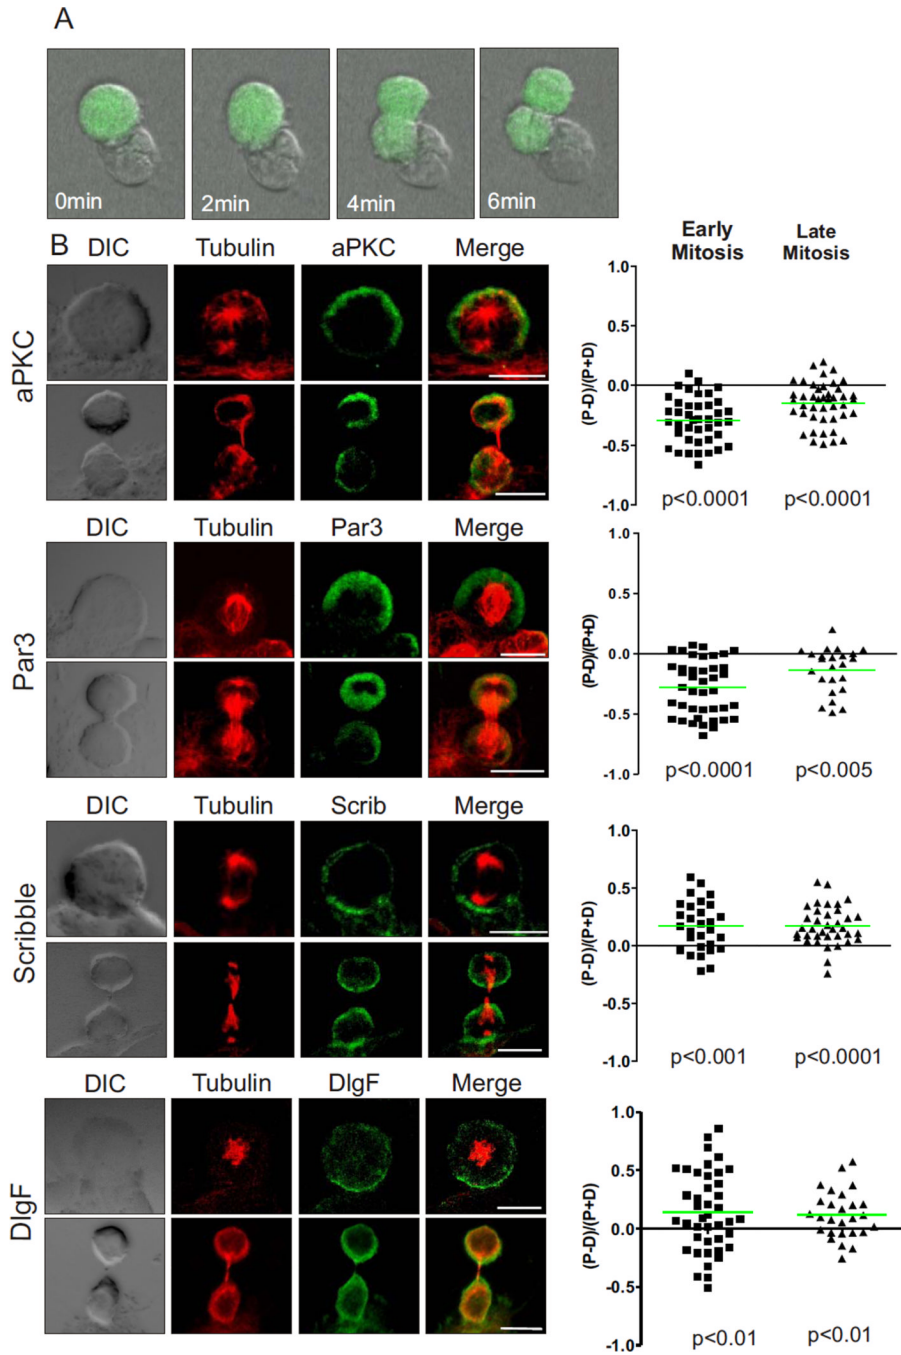 A
0min
2min
4min
6min
B
DIC Tubulin aPKC Merge
Early Mitosis
Late Mitosis
aPKC
(P-D)/(P+D)
1.0
0.5
0.0
-0.5
-1.0
p<0.0001 p<0.0001
DIC Tubulin Par3 Merge
Par3
(P-D)/(P+D)
1.0
0.5
0.0
-0.5
-1.0
p<0.0001 p<0.005
DIC Tubulin Scrib Merge
Scribble
(P-D)/(P+D)
1.0
0.5
0.0
-0.5
-1.0
p<0.001 p<0.0001
DIC Tubulin DlgF Merge
DlgF
(P-D)/(P+D)
1.0
0.5
0.0
-0.5
-1.0
p<0.01 p<0.01